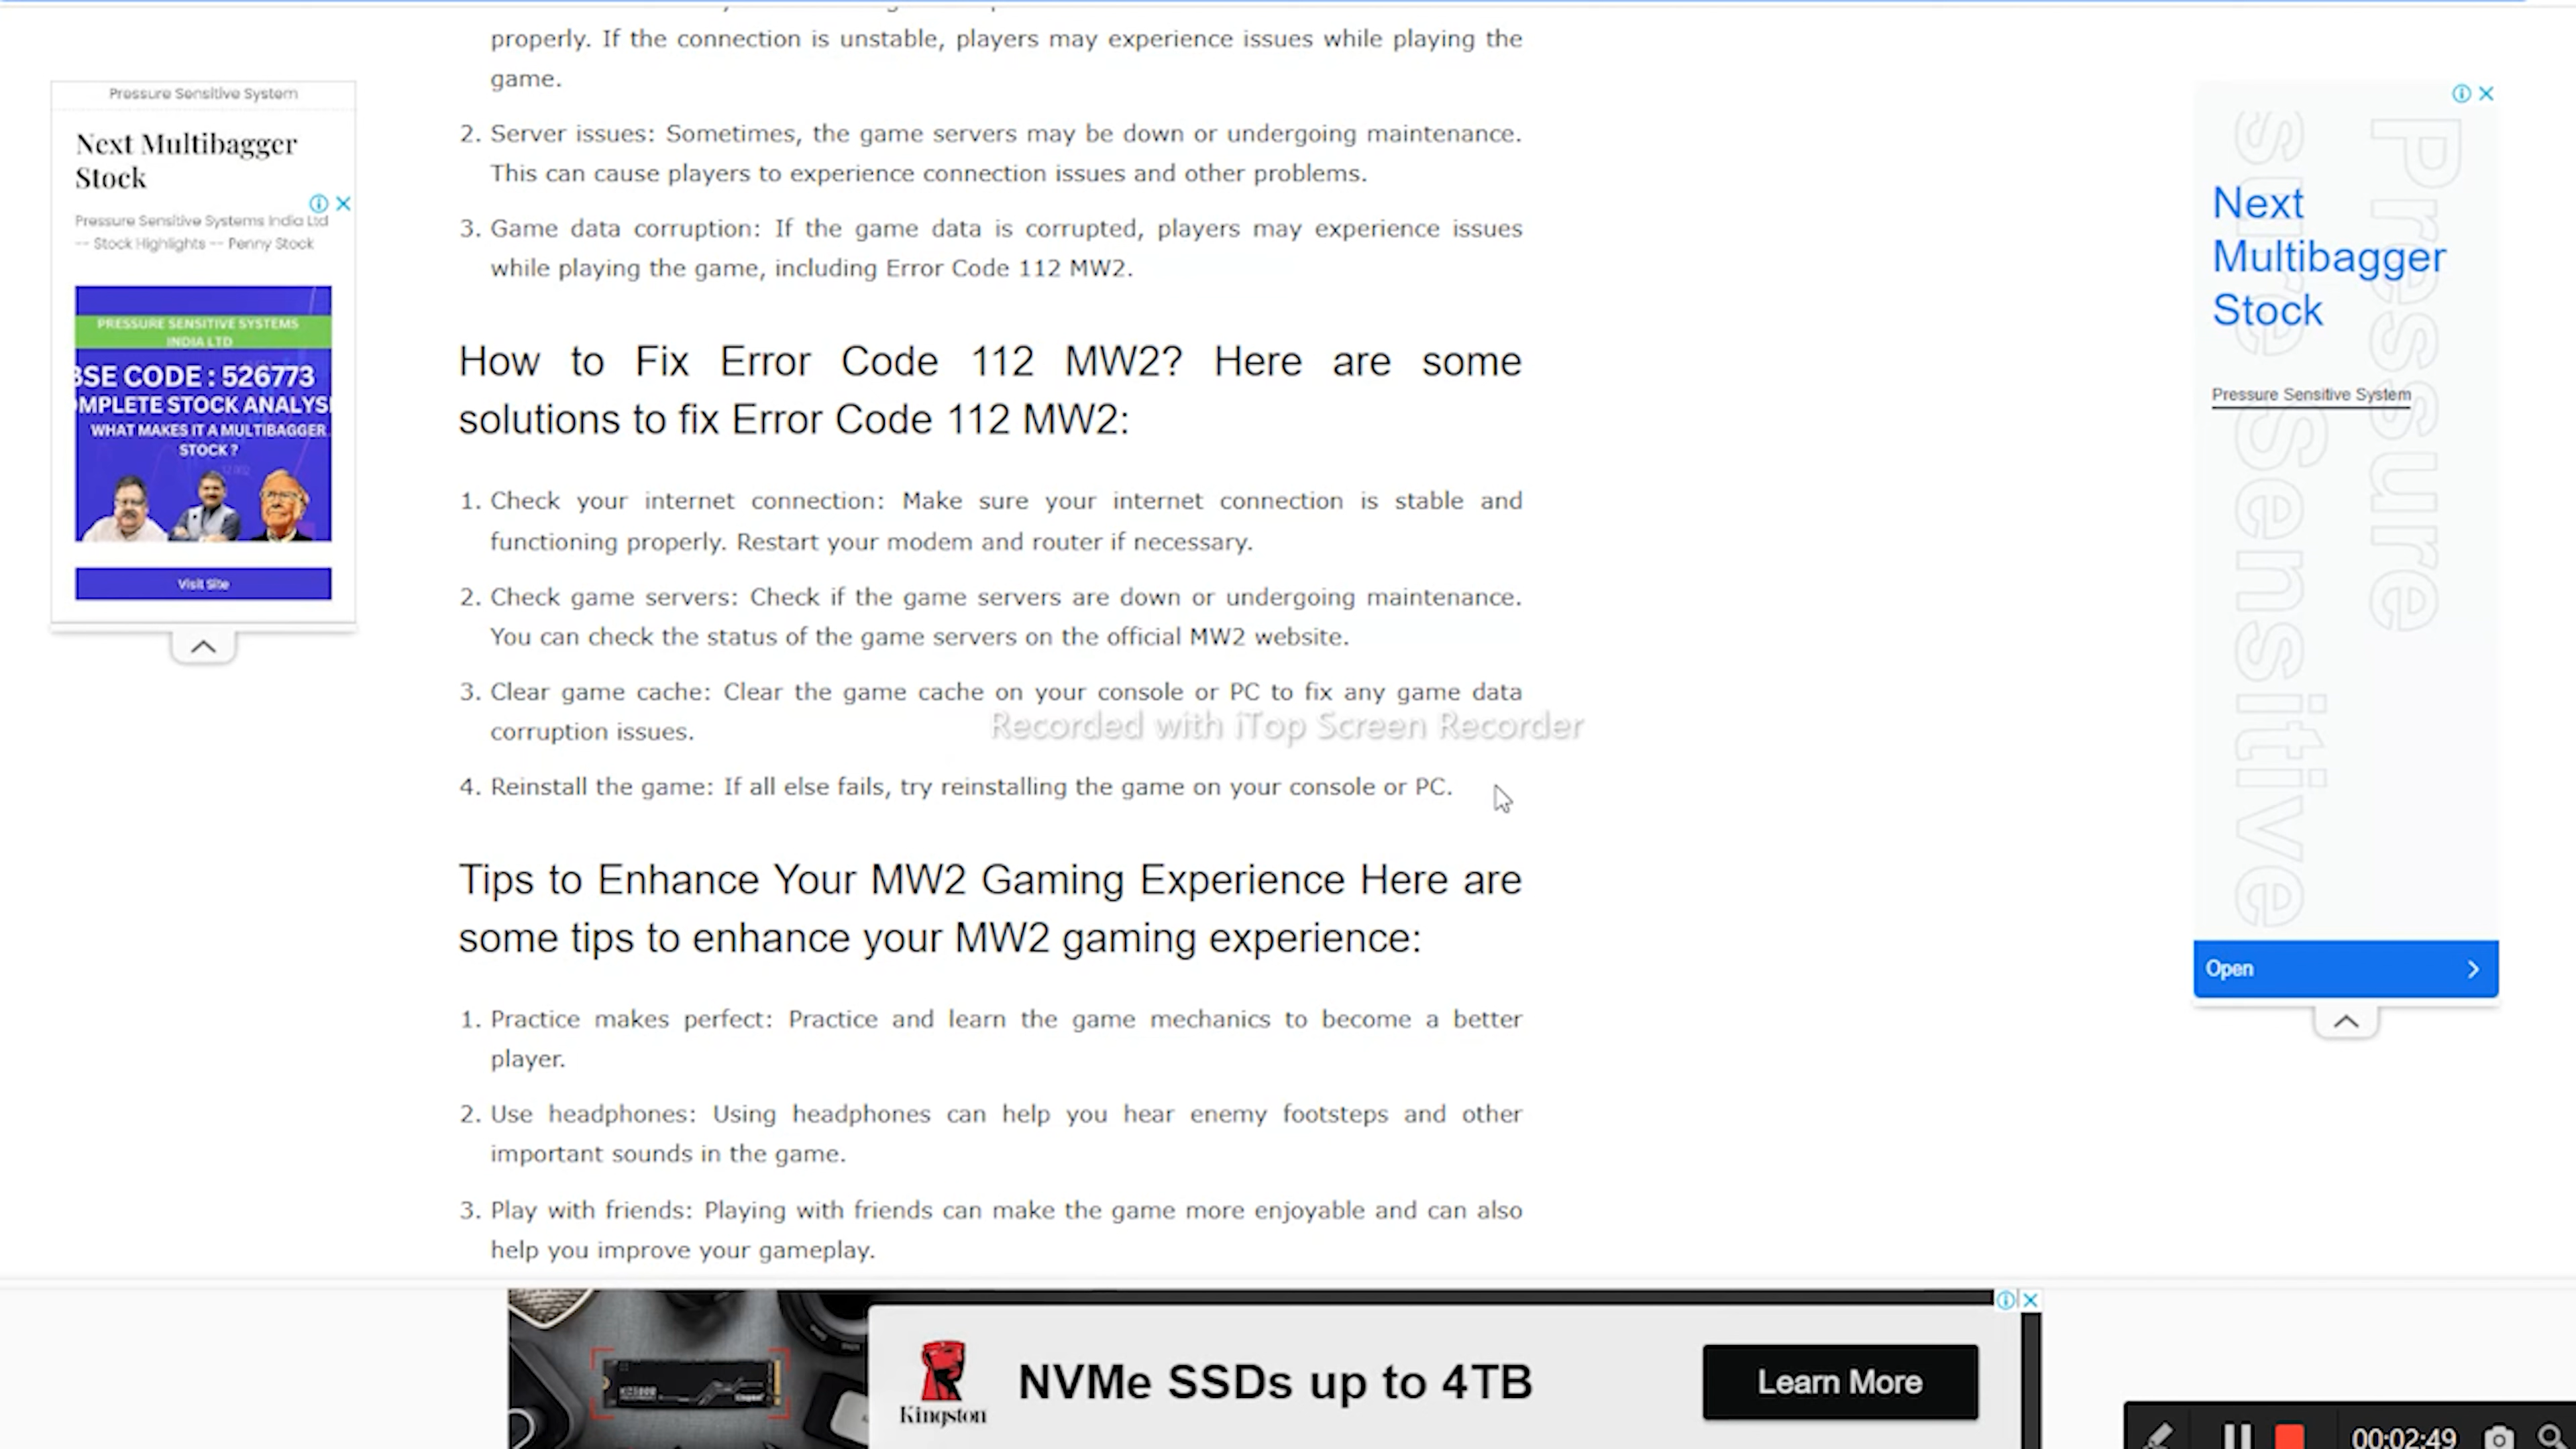 properly. If the connection is unstable, players may experience issues while playing the
game.
2. Server issues: Sometimes, the game servers may be down or undergoing maintenance.
This can cause players to experience connection issues and other problems.
3. Game data corruption: If the game data is corrupted, players may experience issues
while playing the game, including Error Code 112 MW2.
How to Fix Error Code 112 MW2? Here are some
solutions to fix Error Code 112 MW2:
1. Check your internet connection: Make sure your internet connection is stable and
functioning properly. Restart your modem and router if necessary.
2. Check game servers: Check if the game servers are down or undergoing maintenance.
You can check the status of the game servers on the official MW2 website.
3. Clear game cache: Clear the game cache on your console or PC to fix any game data
corruption issues.
Recorded with iTop Screen Recorder
4. Reinstall the game: If all else fails, try reinstalling the game on your console or PC.
Tips to Enhance Your MW2 Gaming Experience Here are
some tips to enhance your MW2 gaming experience:
1. Practice makes perfect: Practice and learn the game mechanics to become a better
player.
2. Use headphones: Using headphones can help you hear enemy footsteps and other
important sounds in the game.
3. Play with friends: Playing with friends can make the game more enjoyable and can also
help you improve your gameplay.
Pressure Sensitive System
Next Multibagger
Stock
Pressure Sensitive Systems India Ltd
-- Stock Highlights -- Penny Stock
PRESSURE SENSITIVE SYSTEMS
INDIA LTD
BSE CODE : 526773
OMPLETE STOCK ANALYSI
WHAT MAKES IT A MULTIBAGGER
STOCK ?
Visit Site
Pressure
sure Sensitive
Next
Multibagger
Stock
Pressure Sensitive System
Open
Kingston
NVMe SSDs up to 4TB
Learn More
00:02:49